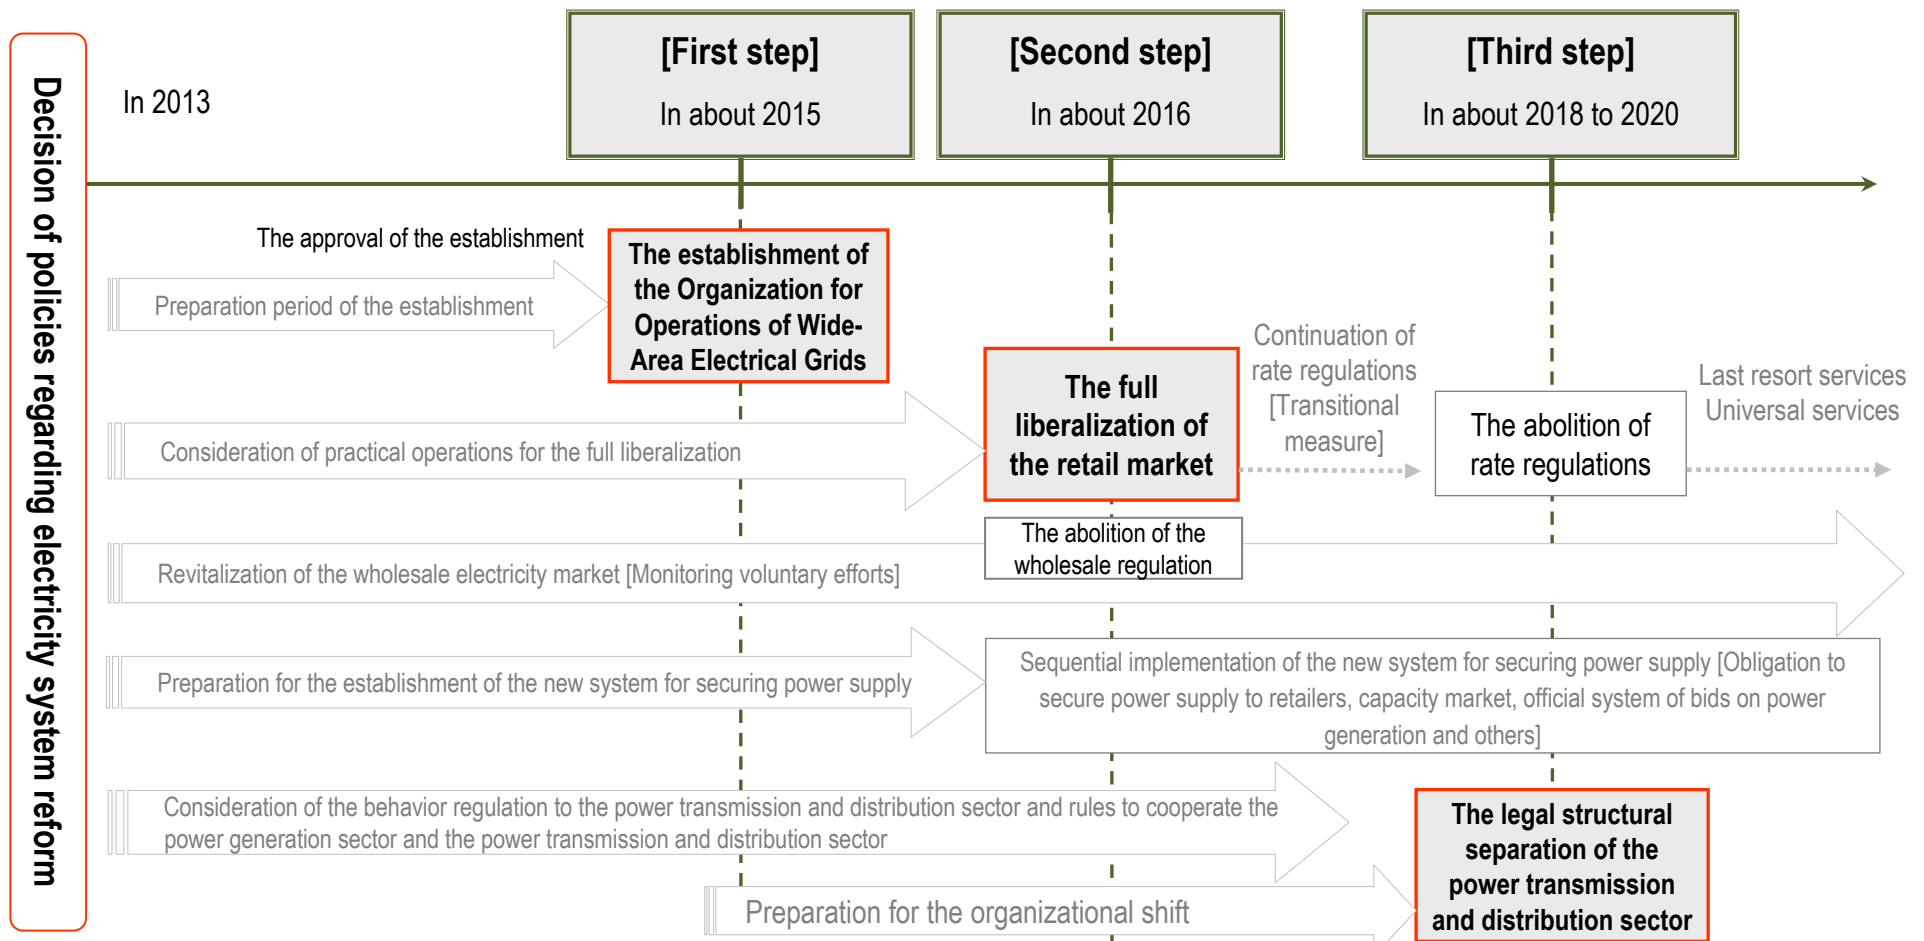 Decision of policies regarding electricity system reform
In 2013
[First step]
In about 2015
[Second step]
In about 2016
[Third step]
In about 2018 to 2020
The approval of the establishment
Preparation period of the establishment
The establishment of
the Organization for
Operations of Wide-
Area Electrical Grids
Consideration of practical operations for the full liberalization
The full
liberalization of
the retail market
Continuation of
rate regulations
[Transitional
measure]
The abolition of
rate regulations
Last resort services
Universal services
The abolition of the
wholesale regulation
Revitalization of the wholesale electricity market [Monitoring voluntary efforts]
Preparation for the establishment of the new system for securing power supply
Sequential implementation of the new system for securing power supply [Obligation to
secure power supply to retailers, capacity market, official system of bids on power
generation and others]
Consideration of the behavior regulation to the power transmission and distribution sector and rules to cooperate the
power generation sector and the power transmission and distribution sector
Preparation for the organizational shift
The legal structural
separation of the
power transmission
and distribution sector